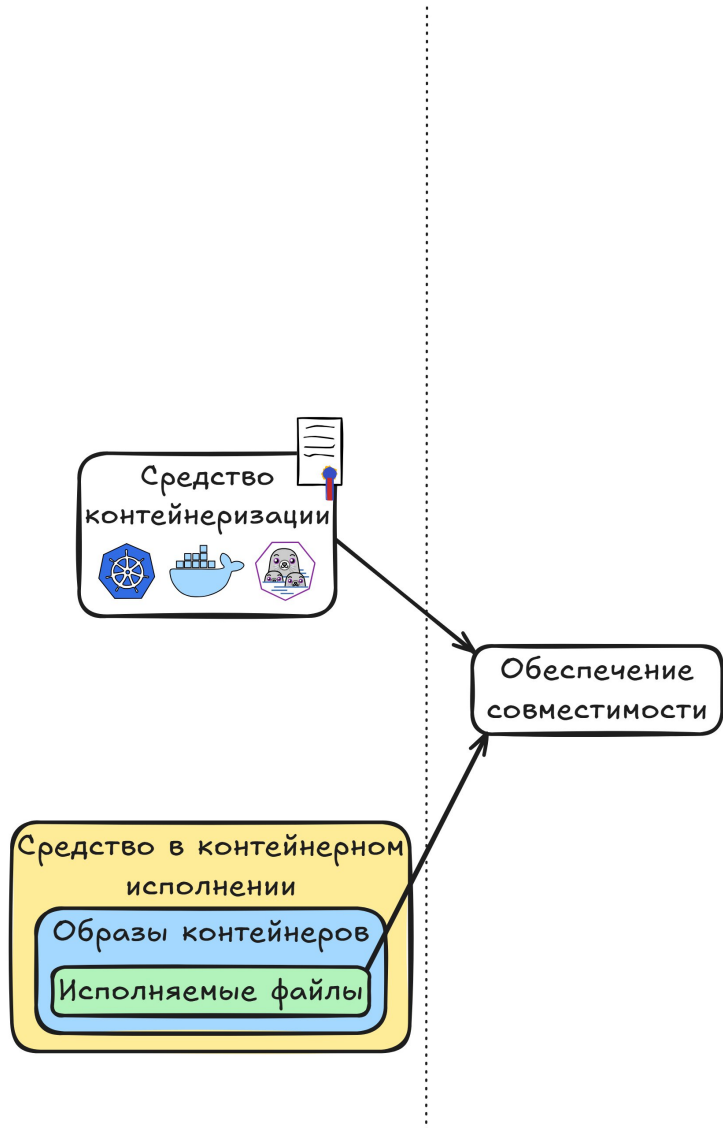 Средство
контейнеризации
Обеспечение
совместимости
Средство в контейнерном
исполнении
Образы контейнеров
Исполняемые файлы